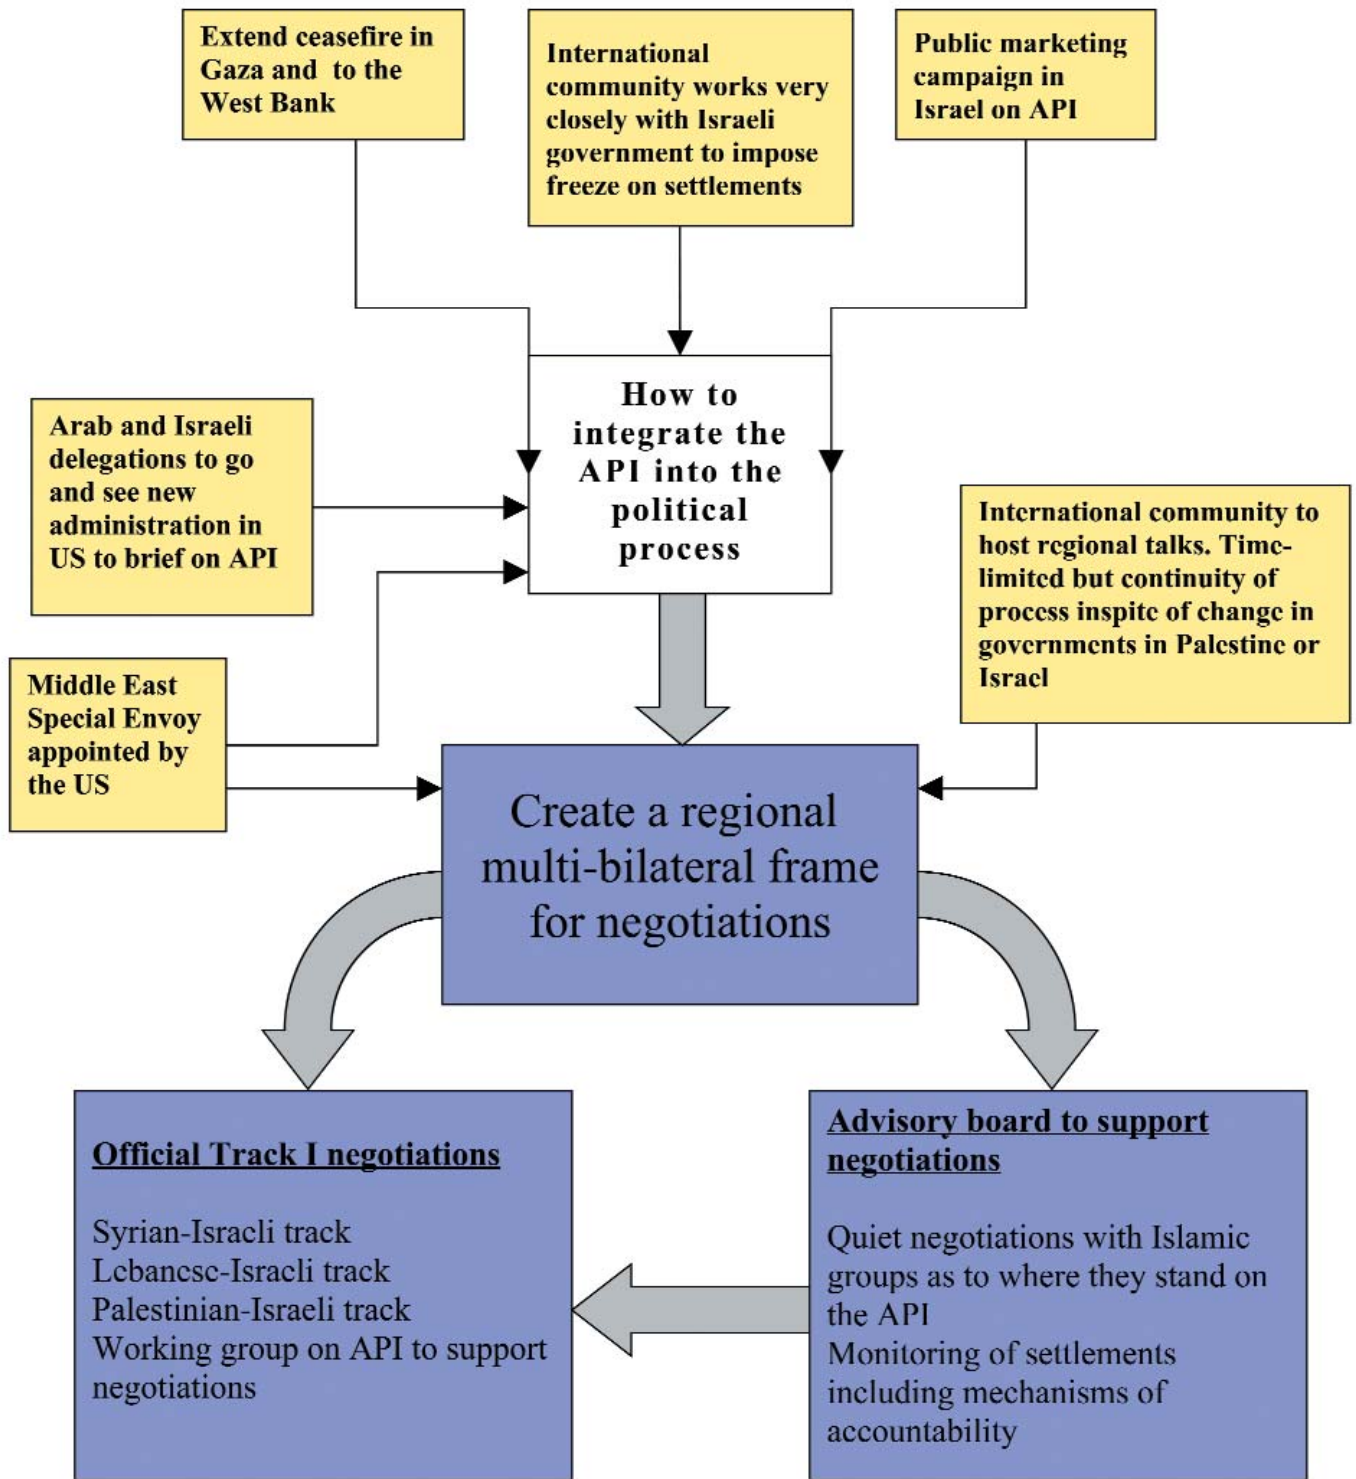 Extend ceasefire in
Gaza and to the
West Bank
International
community works very
closely with Israeli
government to impose
freeze on settlements
Public marketing
campaign in
Israel on API
How to
integrate the
API into the
political
process
Arab and Israeli
delegations to go
and see new
administration in
US to brief on API
International community to
host regional talks. Time-
limited but continuity of
process inspite of change in
governments in Palestine or
Israel
Middle East
Special Envoy
appointed by
the US
Create a regional
multi-bilateral frame
for negotiations
Official Track I negotiations
Syrian-Israeli track
Lebanese-Israeli track
Palestinian-Israeli track
Working group on API to support
negotiations
Advisory board to support
negotiations
Quiet negotiations with Islamic
groups as to where they stand on
the API
Monitoring of settlements
including mechanisms of
accountability